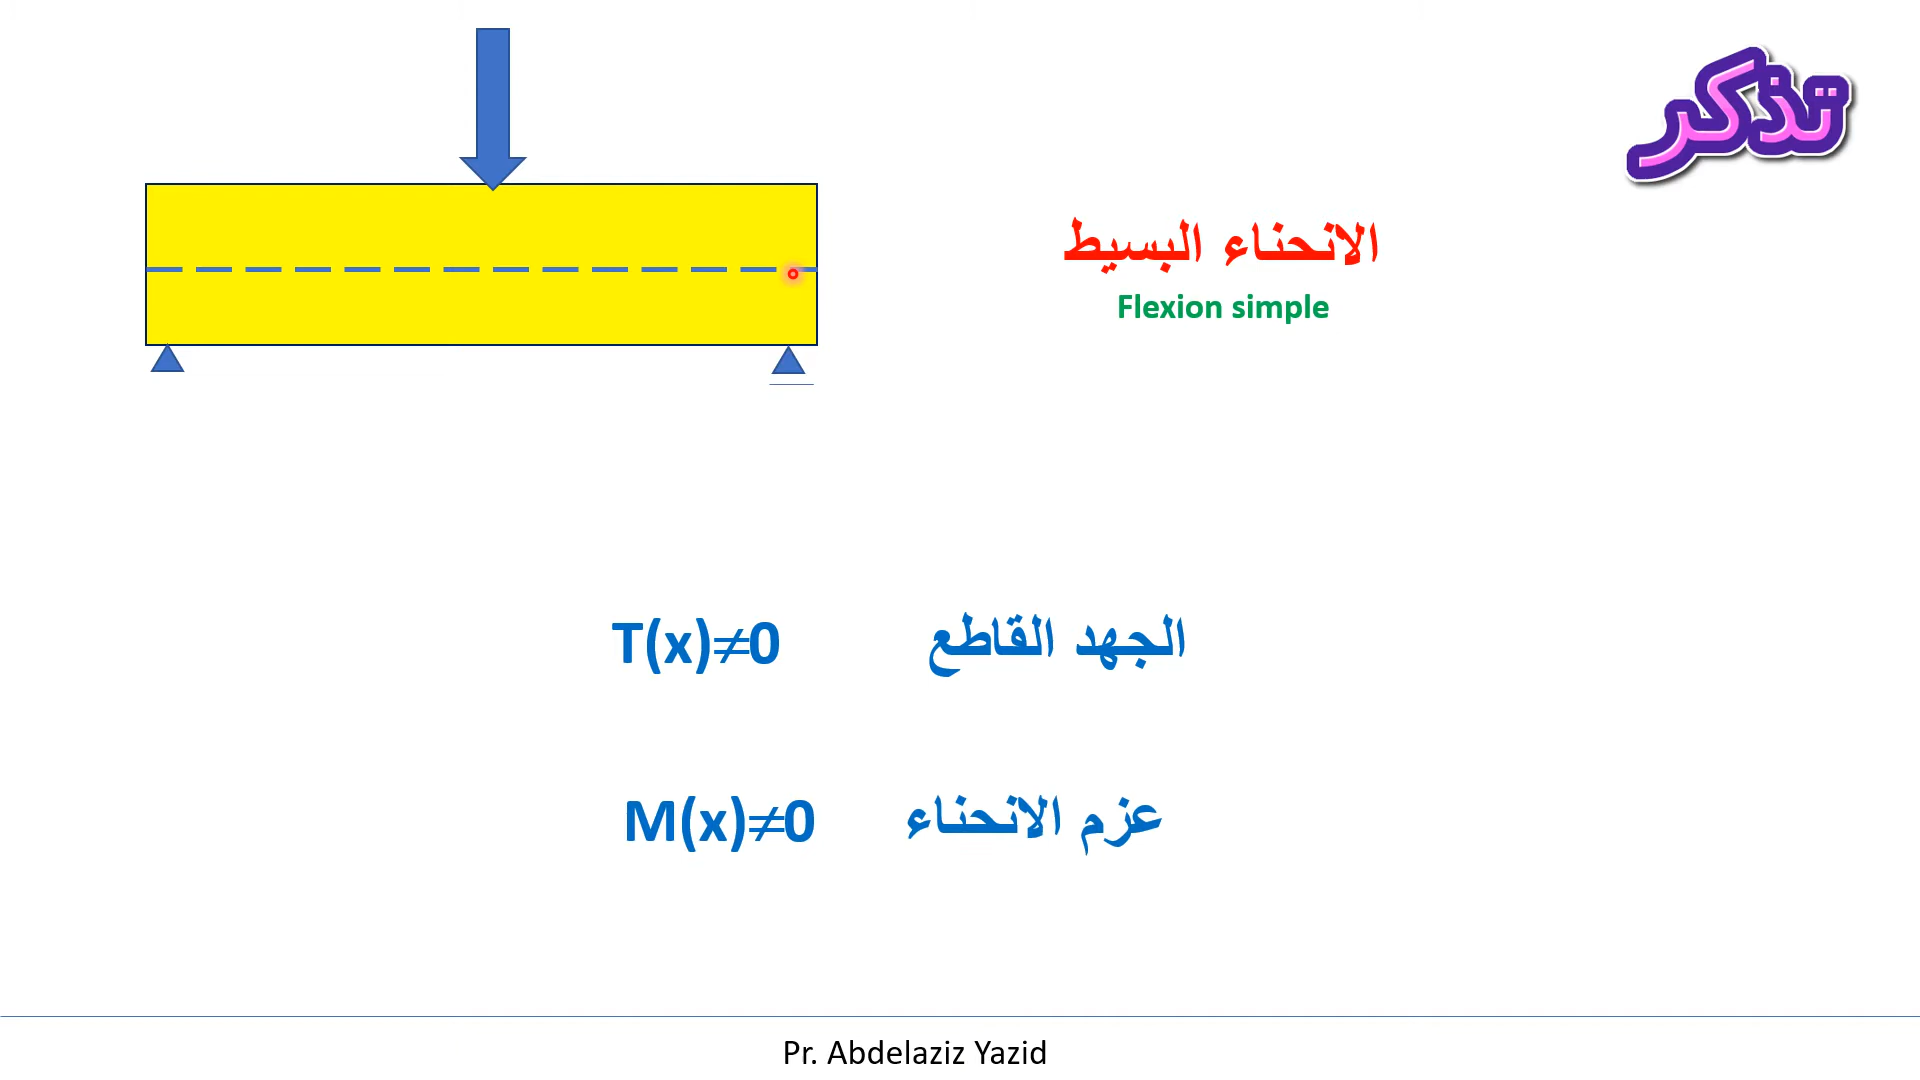 تذكر
الانحناء البسيط
Flexion simple
الجهد القاطع T(x)≠0
عزم الانحناء M(x)≠0
Pr. Abdelaziz Yazid